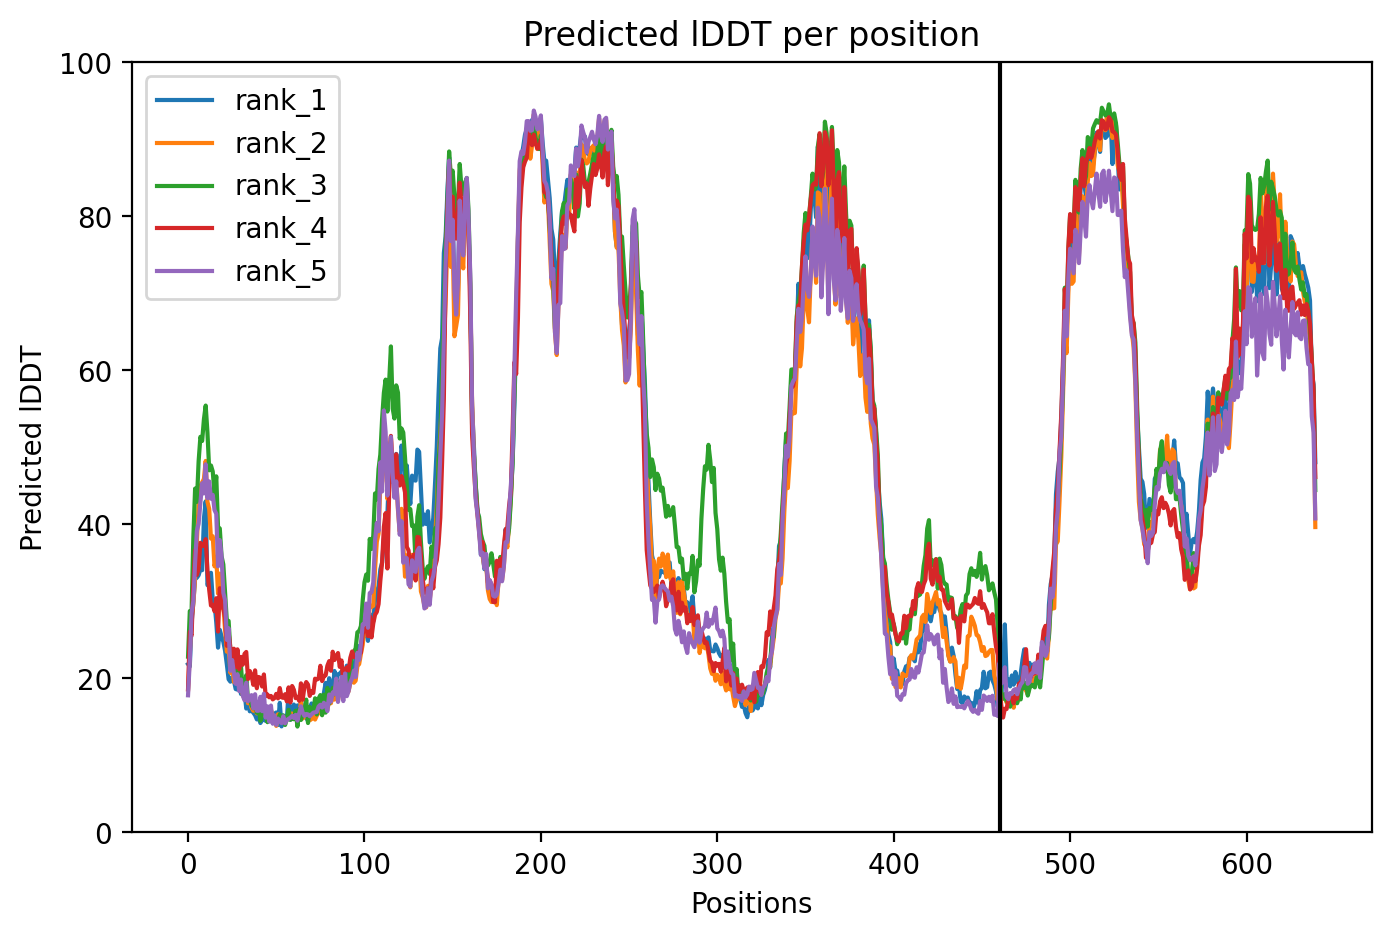 Predicted lDDT per position
100
80
60
40
20
0
Predicted lDDT
rank_1
rank_2
rank_3
rank_4
rank_5
0 100 200 300 400 500 600
Positions